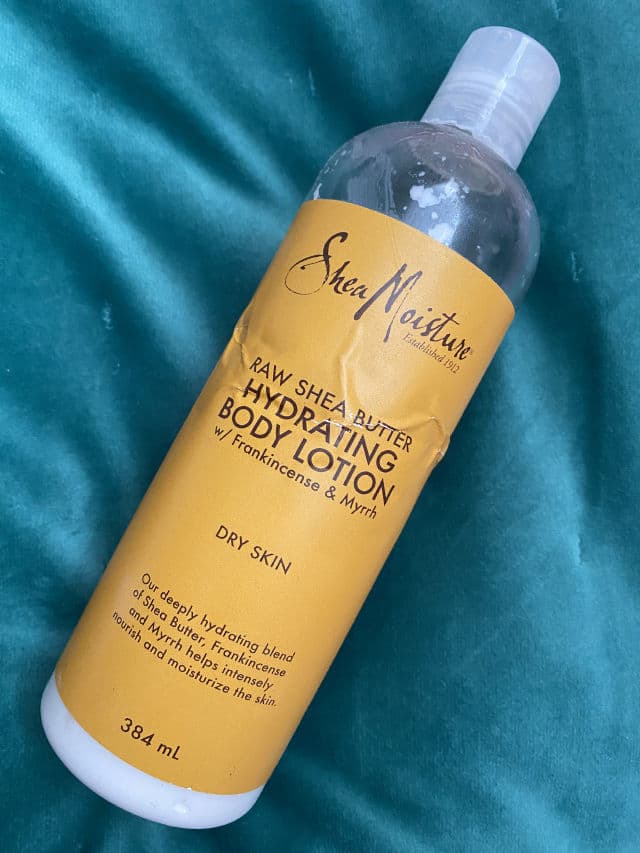 SheaMoisture®
Established 1912
RAW SHEA BUTTER
HYDRATING
BODY LOTION
w/ Frankincense & Myrrh
DRY SKIN
Our deeply hydrating blend
of Shea Butter, Frankincense
and Myrrh helps intensely
nourish and moisturize the skin.
384 mL